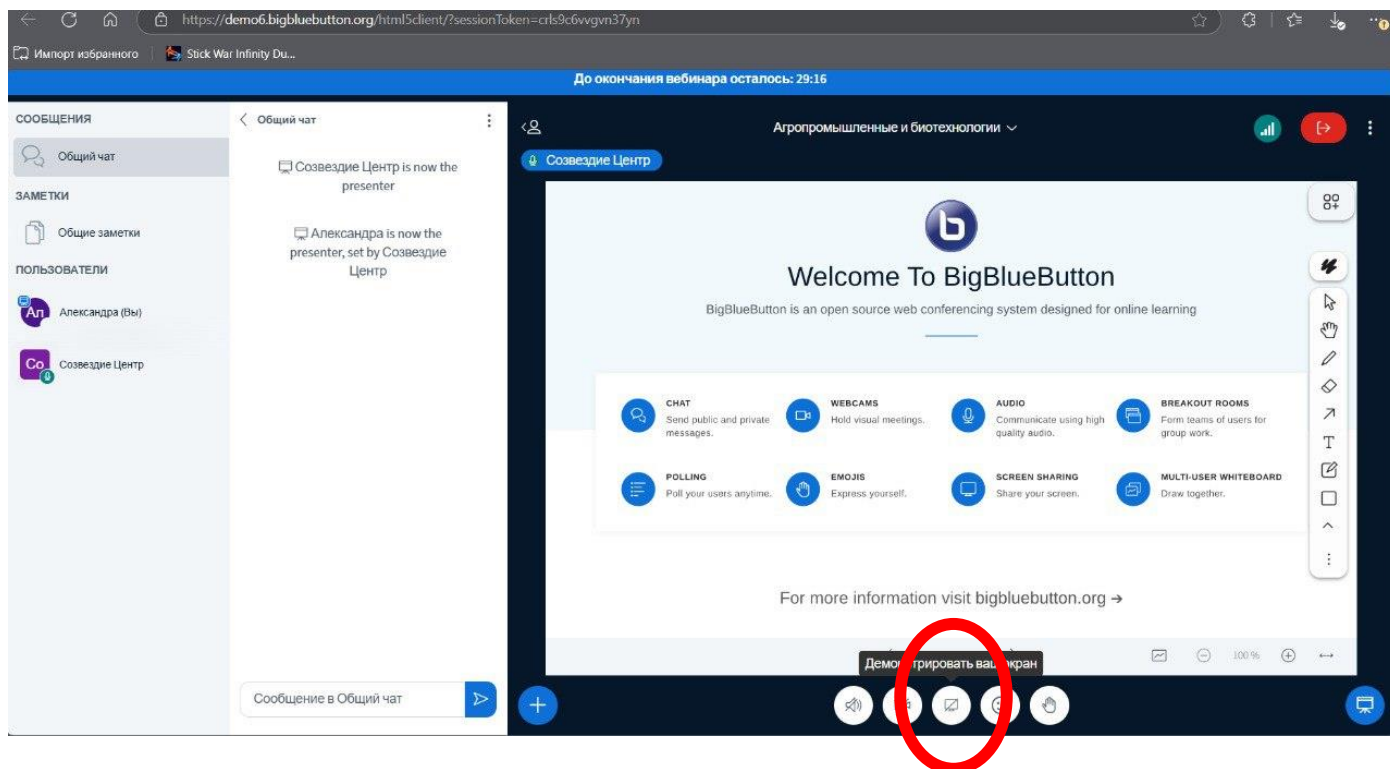 https://demo6.bigbluebutton.org/html5client/?sessionToken=crls9c6vvgvn37yn
Импорт избранного
Stick War Infinity Du...
До окончания вебинара осталось: 29:16
СООБЩЕНИЯ
Общий чат
ЗАМЕТКИ
Общие заметки
ПОЛЬЗОВАТЕЛИ
Ап
Александра (Вы)
Со
Созвездие Центр
Общий чат
Созвездие Центр is now the
presenter
Александра is now the
presenter, set by Созвездие
Центр
Сообщение в Общий чат
Агропромышленные и биотехнологии
Созвездие Центр
b
Welcome To BigBlueButton
BigBlueButton is an open source web conferencing system designed for online learning
CHAT
Send public and private
messages.
WEBCAMS
Hold visual meetings.
AUDIO
Communicate using high
quality audio.
BREAKOUT ROOMS
Form teams of users for
group work.
POLLING
Poll your users anytime.
EMOJIS
Express yourself.
SCREEN SHARING
Share your screen.
MULTI-USER WHITEBOARD
Draw together.
For more information visit bigbluebutton.org →
T
100 %
Демонстрировать ваш экран